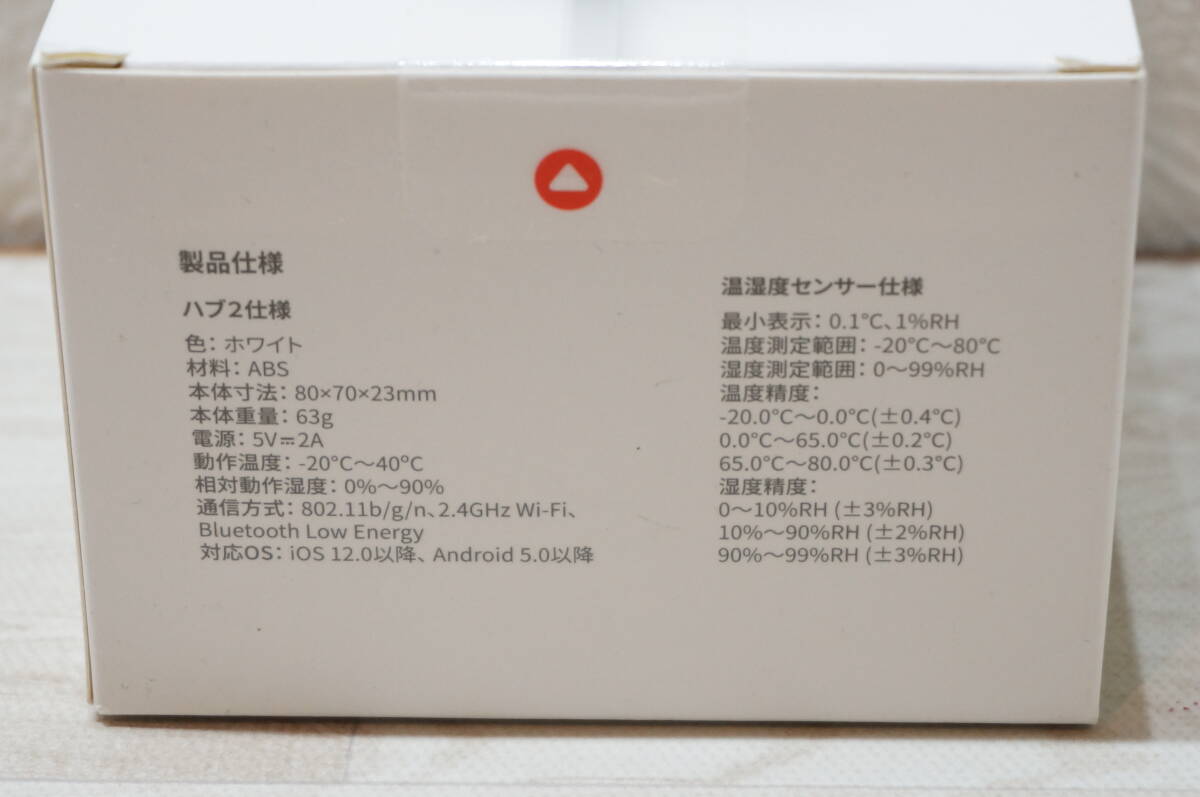 製品仕様
ハブ2仕様
色：ホワイト
材料：ABS
本体寸法：80×70×23mm
本体重量：63g
電源：5V⎓2A
動作温度：-20℃～40℃
相対動作湿度：0%～90%
通信方式：802.11b/g/n、2.4GHz Wi-Fi、
Bluetooth Low Energy
対応OS：iOS 12.0以降、Android 5.0以降
温湿度センサー仕様
最小表示：0.1℃、1%RH
温度測定範囲：-20℃～80℃
湿度測定範囲：0～99%RH
温度精度：
-20.0℃～0.0℃(±0.4℃)
0.0℃～65.0℃(±0.2℃)
65.0℃～80.0℃(±0.3℃)
湿度精度：
0～10%RH (±3%RH)
10%～90%RH (±2%RH)
90%～99%RH (±3%RH)